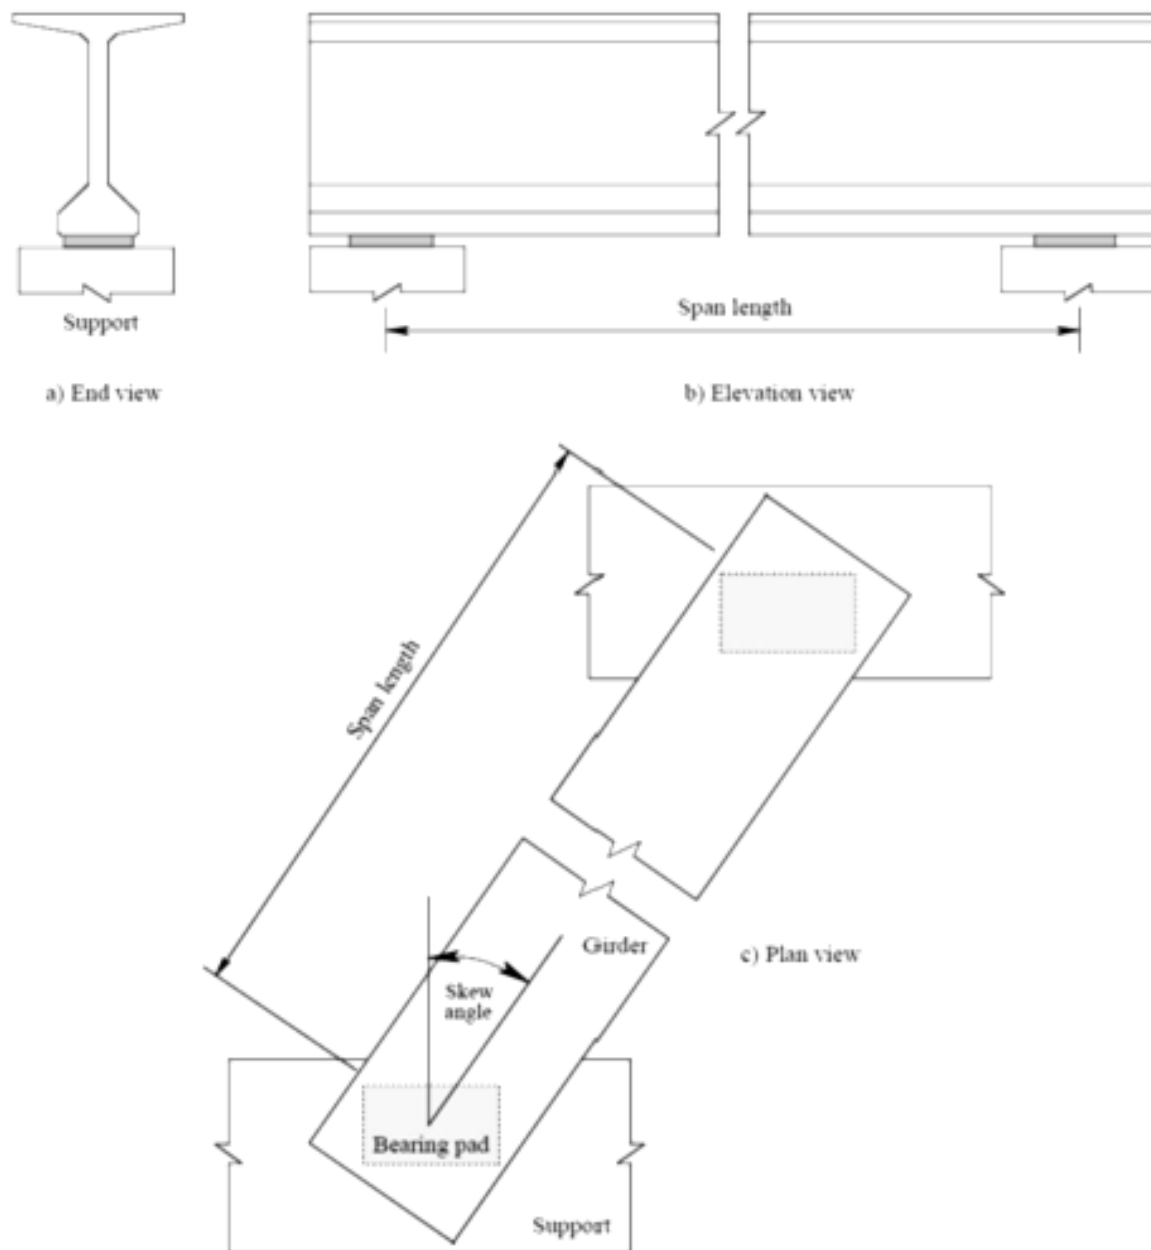 Support
Span length
a) End view
b) Elevation view
Span length
Girder
c) Plan view
Skew
angle
Bearing pad
Support